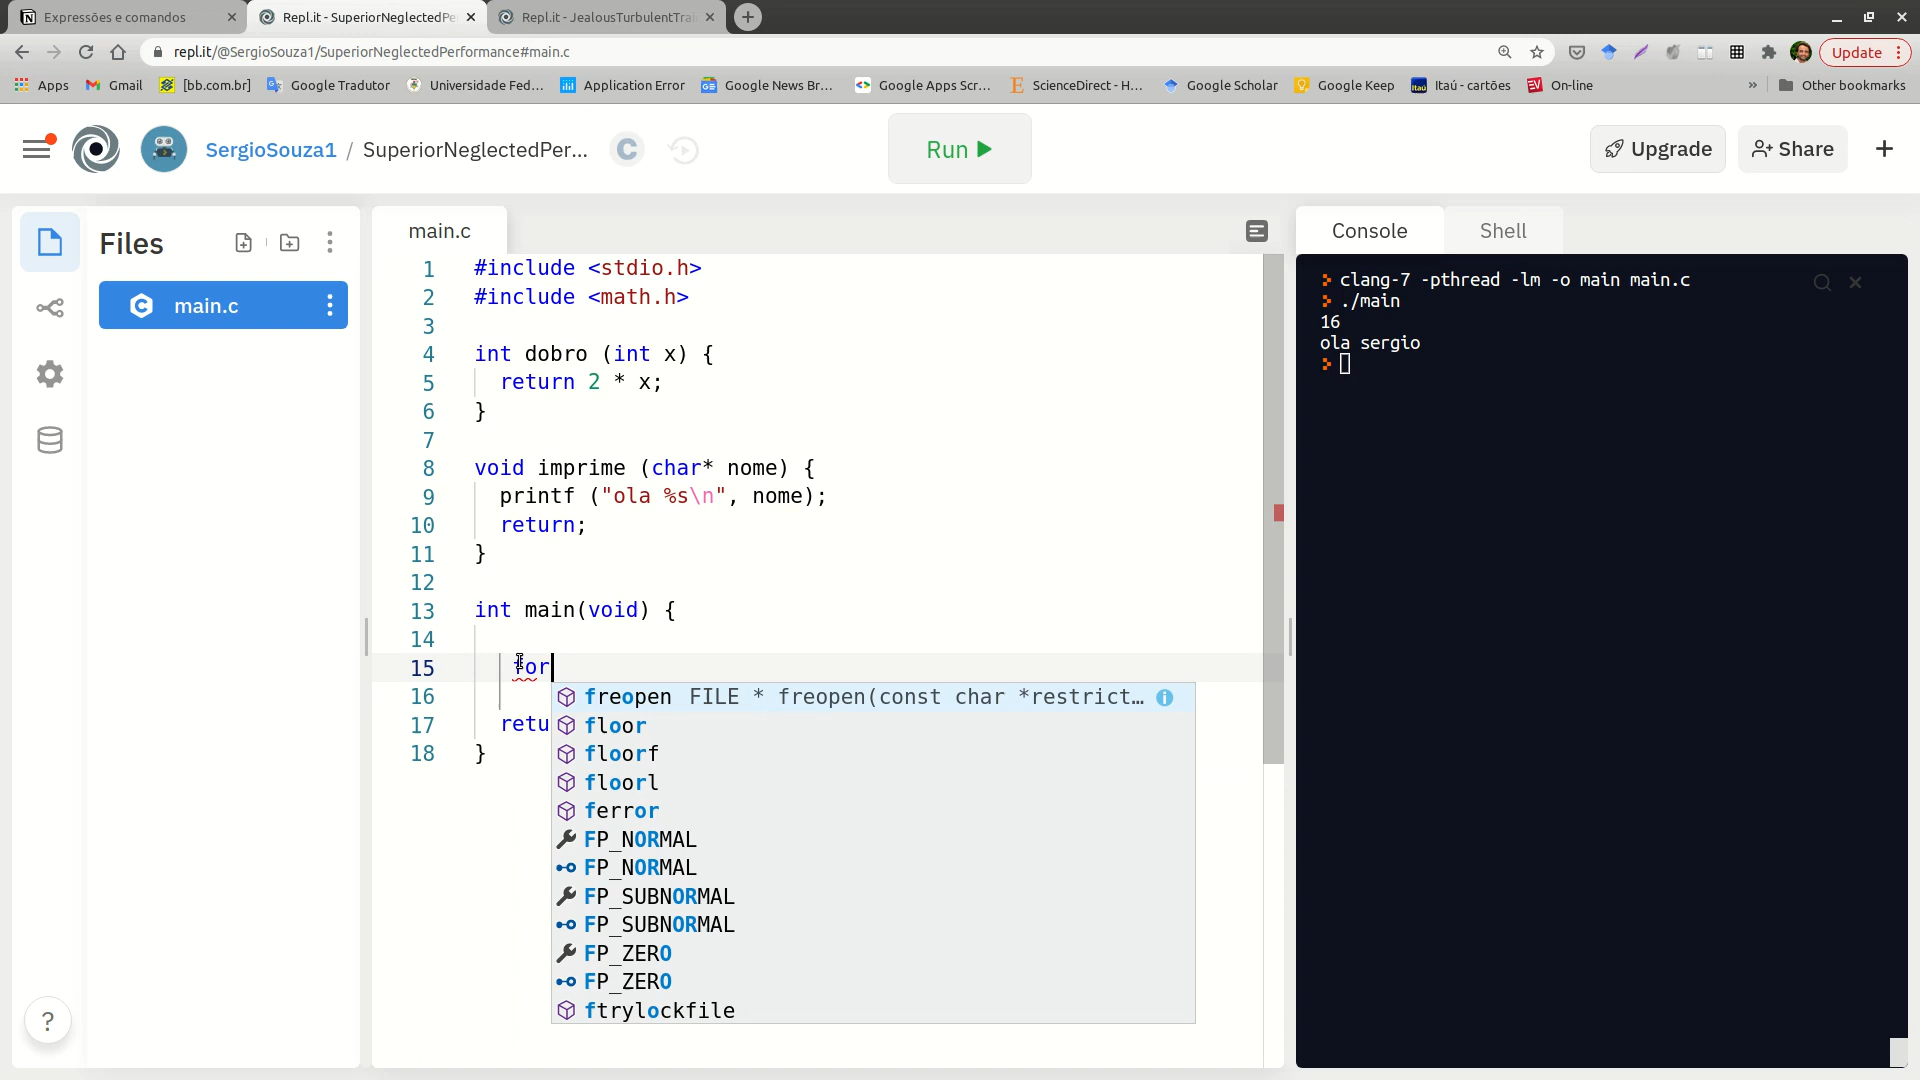 Expressões e comandos
Repl.it - SuperiorNeglectedPe
Repl.it - JealousTurbulentTrai
repl.it/@SergioSouza1/SuperiorNeglectedPerformance#main.c
Update
Apps
Gmail
[bb.com.br]
Google Tradutor
Universidade Fed...
Application Error
Google News Br...
Google Apps Scr...
ScienceDirect - H...
Google Scholar
Google Keep
Itaú - cartões
On-line
»
Other bookmarks
SergioSouza1 / SuperiorNeglectedPer...
C
Run
Upgrade
Share
Files
main.c
main.c
1 #include <stdio.h>
2 #include <math.h>
3
4 int dobro (int x) {
5 return 2 * x;
6 }
7
8 void imprime (char* nome) {
9 printf ("ola %s\n", nome);
10 return;
11 }
12
13 int main(void) {
14
15 for
16
17 retu
18 }
freopen FILE * freopen(const char *restrict…
floor
floorf
floorl
ferror
FP_NORMAL
FP_NORMAL
FP_SUBNORMAL
FP_SUBNORMAL
FP_ZERO
FP_ZERO
ftrylockfile
Console
Shell
clang-7 -pthread -lm -o main main.c
./main
16
ola sergio
?